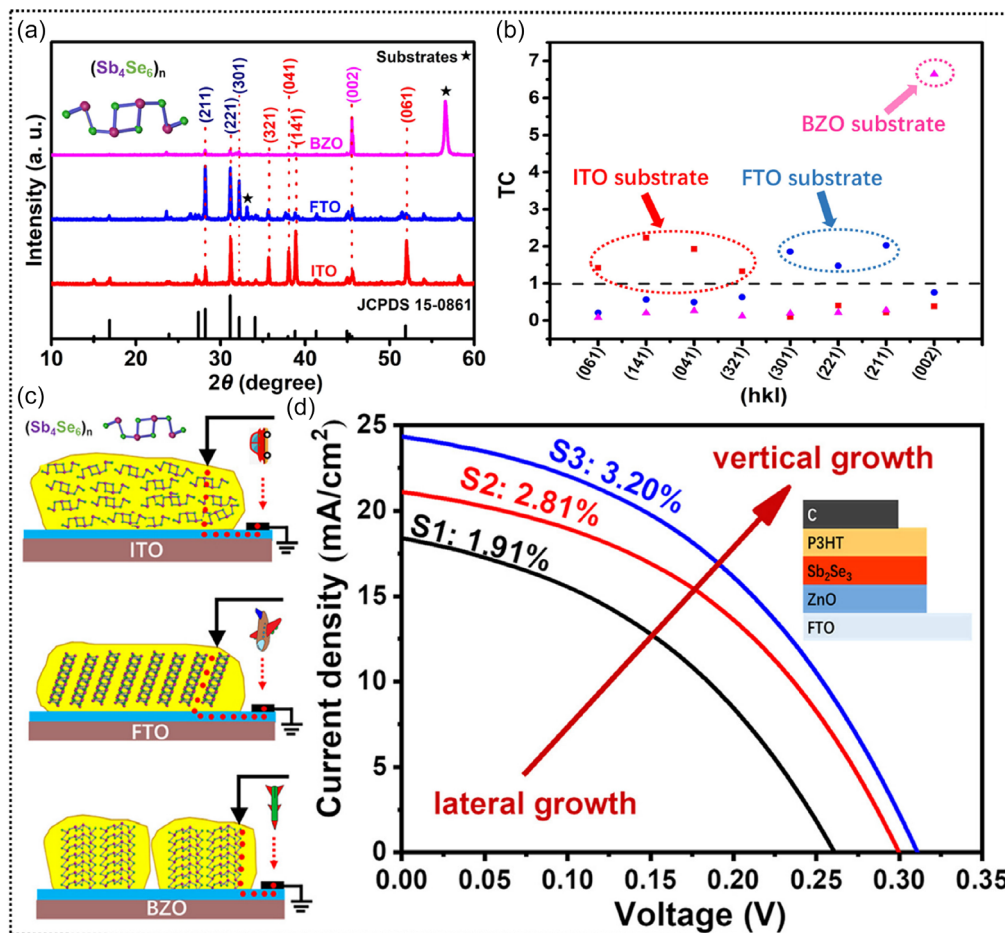 (a)
(Sb4Se6)n
Substrates ★
(211)
(221)
(301)
(321)
(041)
(141)
(002)
(061)
★
BZO
★
FTO
ITO
JCPDS 15-0861
Intensity (a. u.)
10 20 30 40 50 60
2θ (degree)
(b)
7
6
5
4
3
2
1
0
TC
BZO substrate
ITO substrate
FTO substrate
(061) (141) (041) (321) (301) (221) (211) (002)
(hkl)
(c)
(Sb4Se6)n
ITO
FTO
BZO
(d)
Current density (mA/cm²)
25
20
15
10
5
0
S3: 3.20%
S2: 2.81%
S1: 1.91%
vertical growth
lateral growth
C
P3HT
Sb2Se3
ZnO
FTO
0.00 0.05 0.10 0.15 0.20 0.25 0.30 0.35
Voltage (V)